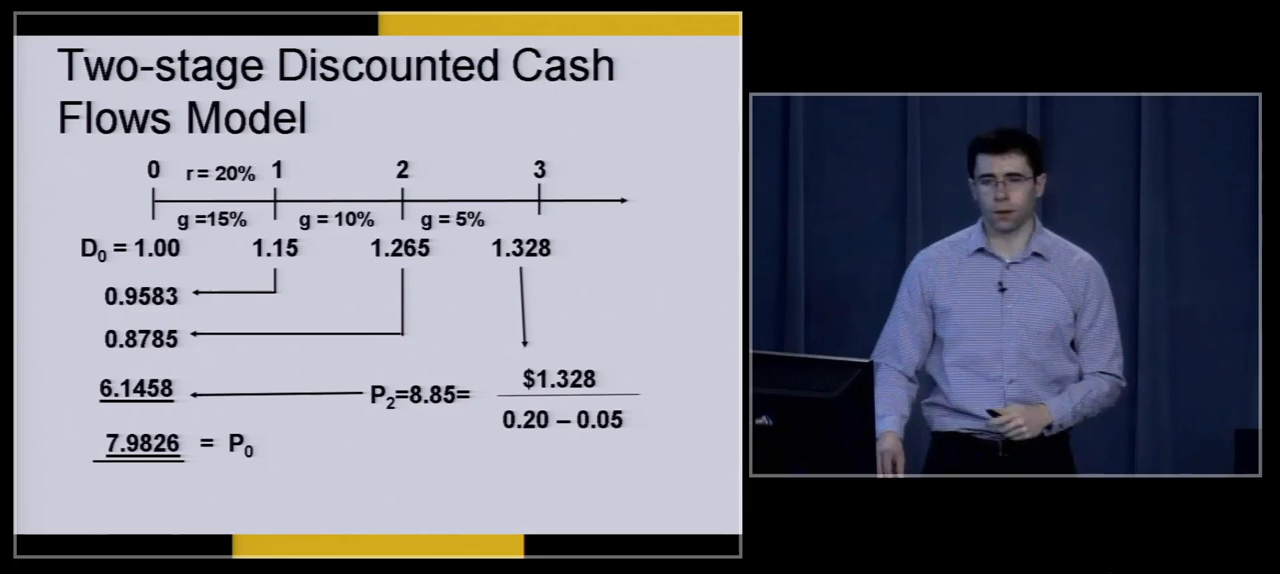 Two-stage Discounted Cash
Flows Model
0 r = 20% 1 2 3
g =15% g = 10% g = 5%
D0 = 1.00 1.15 1.265 1.328
0.9583
0.8785
6.1458 P2=8.85= $1.328
0.20 – 0.05
7.9826 = P0